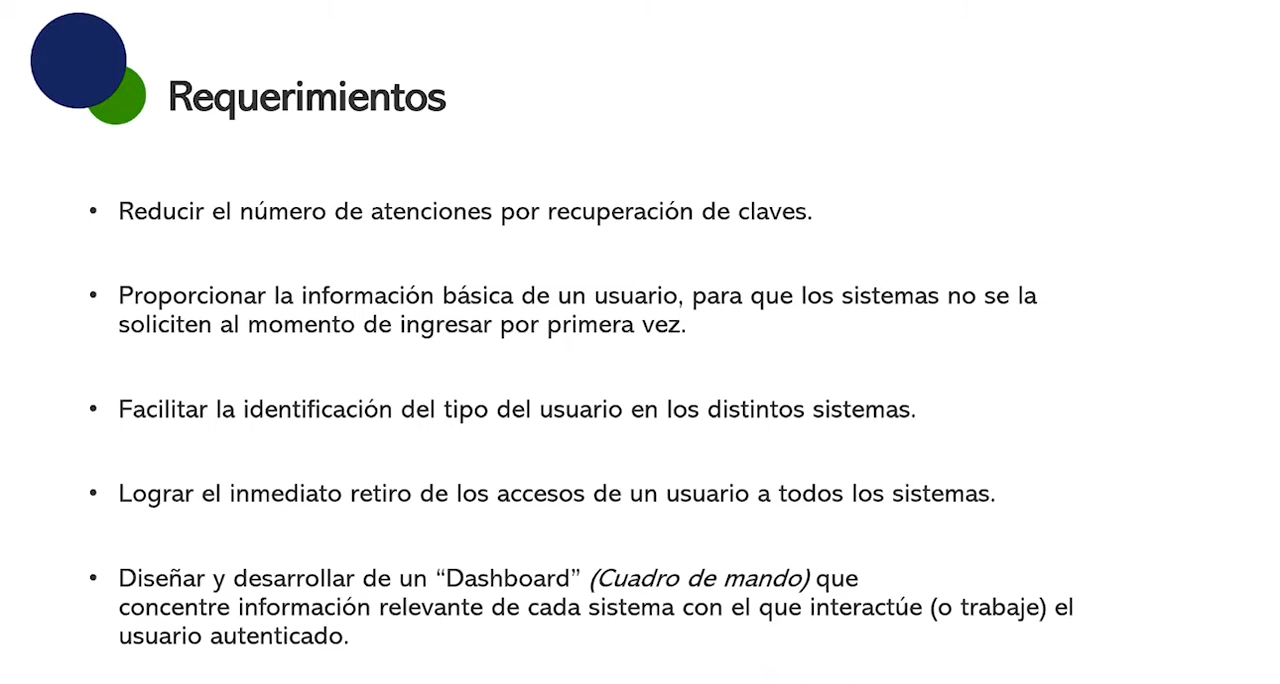 Requerimientos
• Reducir el número de atenciones por recuperación de claves.
• Proporcionar la información básica de un usuario, para que los sistemas no se la
soliciten al momento de ingresar por primera vez.
• Facilitar la identificación del tipo del usuario en los distintos sistemas.
• Lograr el inmediato retiro de los accesos de un usuario a todos los sistemas.
• Diseñar y desarrollar de un “Dashboard” (Cuadro de mando) que
concentre información relevante de cada sistema con el que interactúe (o trabaje) el
usuario autenticado.